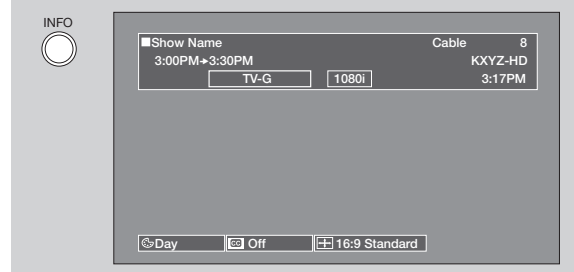 INFO
■Show Name Cable 8
3:00PM→3:30PM KXYZ-HD
TV-G 1080i 3:17PM
Day CC Off 16:9 Standard